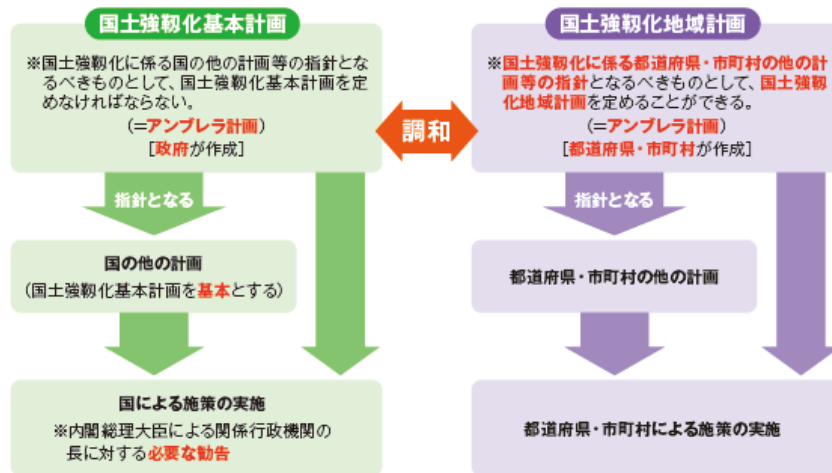 国土強靱化基本計画
※国土強靱化に係る国の他の計画等の指針とな
るべきものとして、国土強靱化基本計画を定
めなければならない。
(=アンブレラ計画)
[政府が作成]
調和
国土強靱化地域計画
※国土強靱化に係る都道府県・市町村の他の計
画等の指針となるべきものとして、国土強靱
化地域計画を定めることができる。
(=アンブレラ計画)
[都道府県・市町村が作成]
指針となる
国の他の計画
(国土強靱化基本計画を基本とする)
国による施策の実施
※内閣総理大臣による関係行政機関の
長に対する必要な勧告
指針となる
都道府県・市町村の他の計画
都道府県・市町村による施策の実施